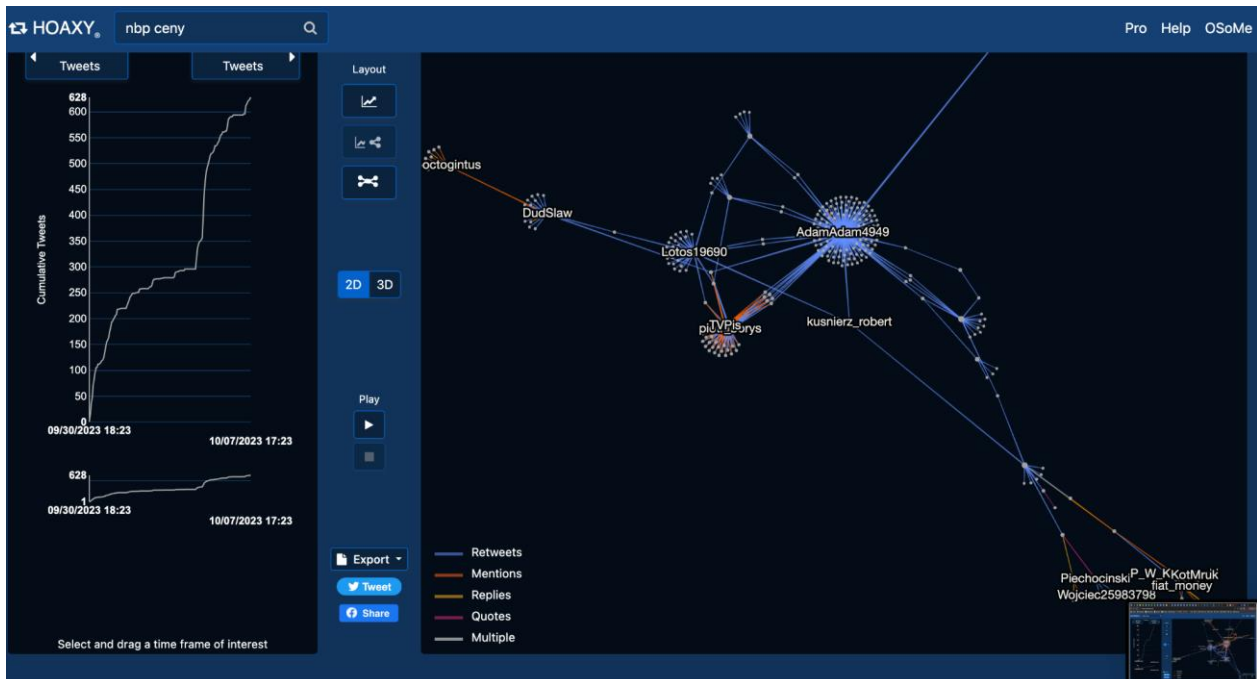 HOAXY®
nbp ceny
Pro Help OSoMe
Tweets
Tweets
Layout
628
600
550
500
450
400
350
300
250
200
150
100
50
0
Cumulative Tweets
09/30/2023 18:23
10/07/2023 17:23
628
1
09/30/2023 18:23
10/07/2023 17:23
Select and drag a time frame of interest
2D 3D
Play
Export
Tweet
Share
octogintus
DudSlaw
Lotos19690
AdamAdam4949
TVPis
kusnierz_robert
Piechocinski
P_W_K
KotMruki
fiat_money
Wojciec25983798
Retweets
Mentions
Replies
Quotes
Multiple